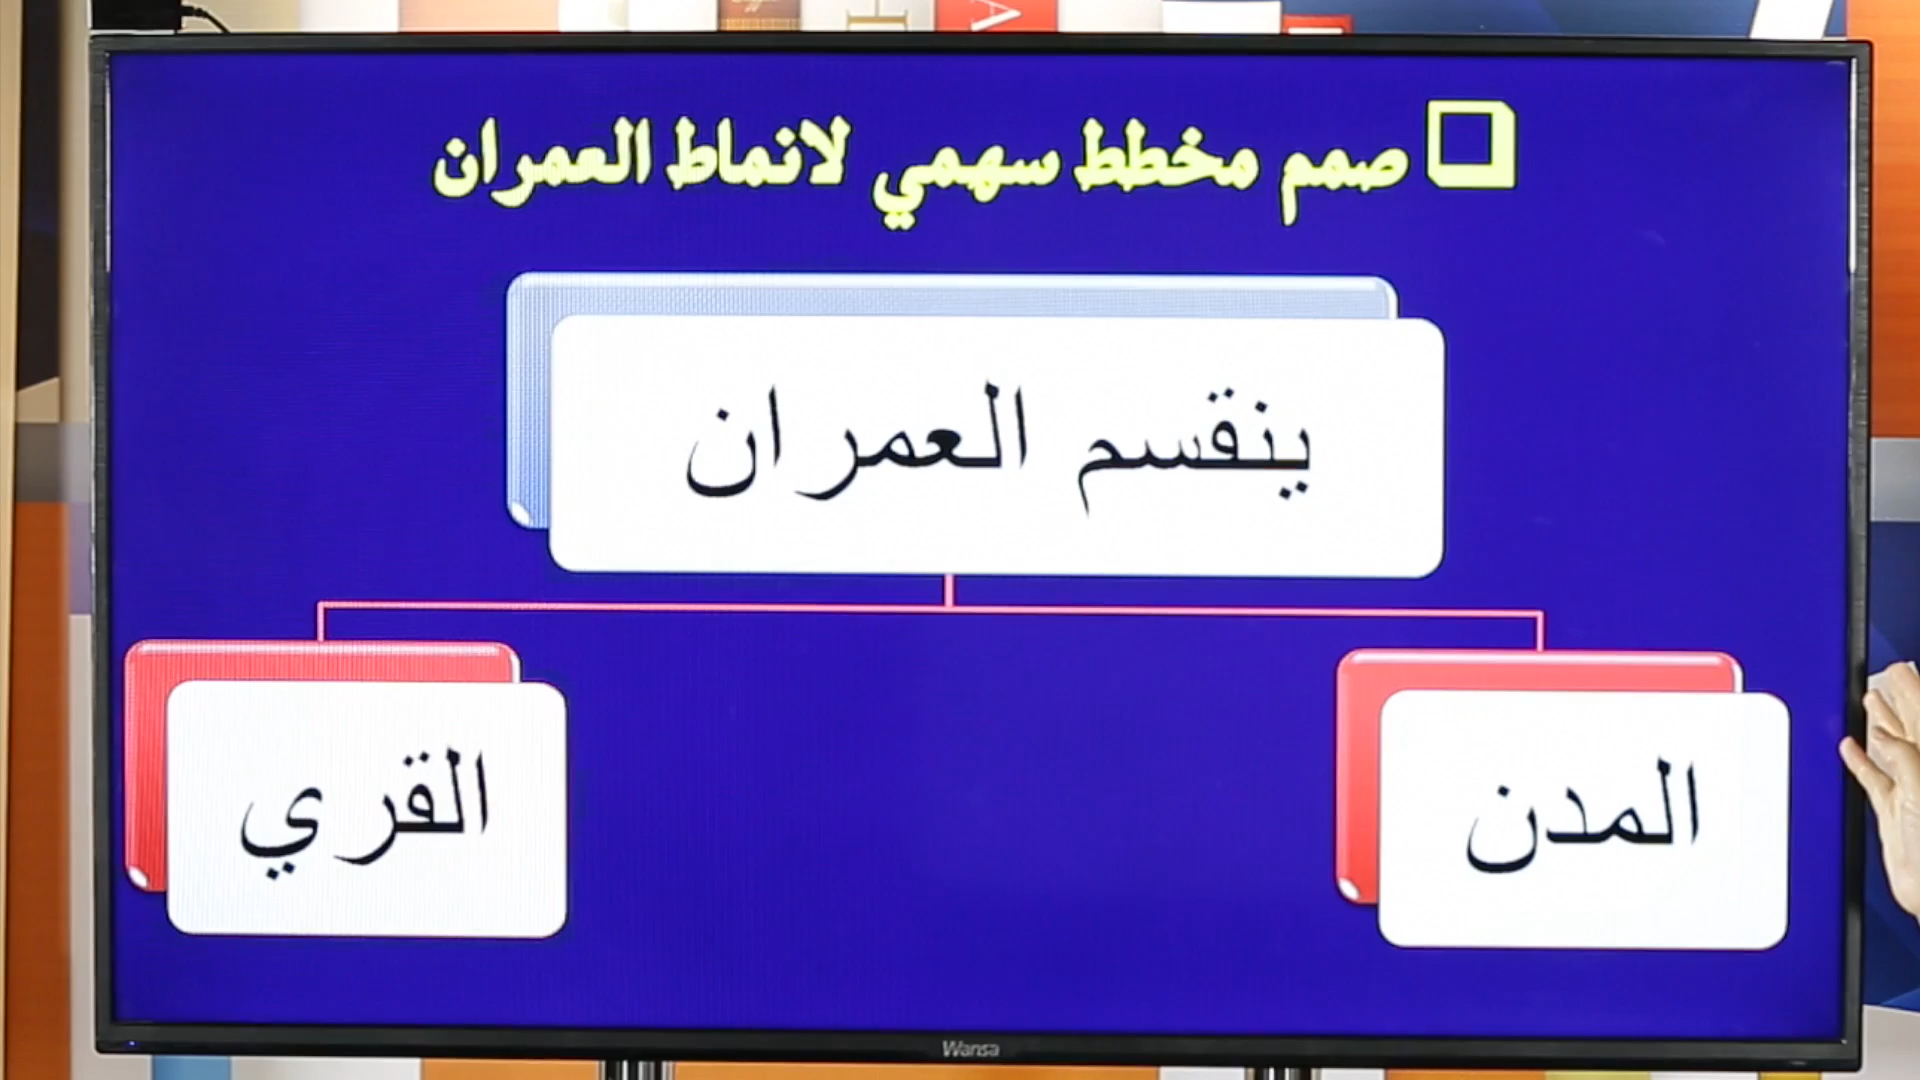 صمم مخطط سهمي لانماط العمران
ينقسم العمران
المدن
القري
Wansa